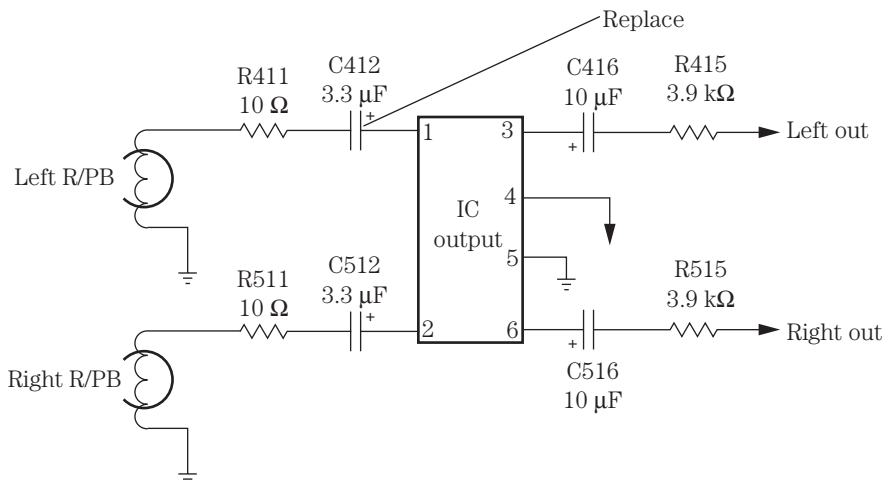 Replace
R411
10 Ω
C412
3.3 μF
+
C416
10 μF
+
R415
3.9 kΩ
Left out
Left R/PB
1
3
4
IC
output
5
R511
10 Ω
C512
3.3 μF
+
R515
3.9 kΩ
2
6
+
C516
10 μF
Right out
Right R/PB